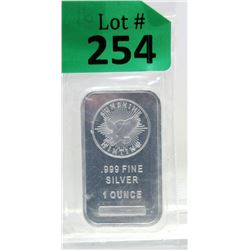 Lot #
254
SUNSHINE
MINTING
.999 FINE
SILVER
1 OUNCE